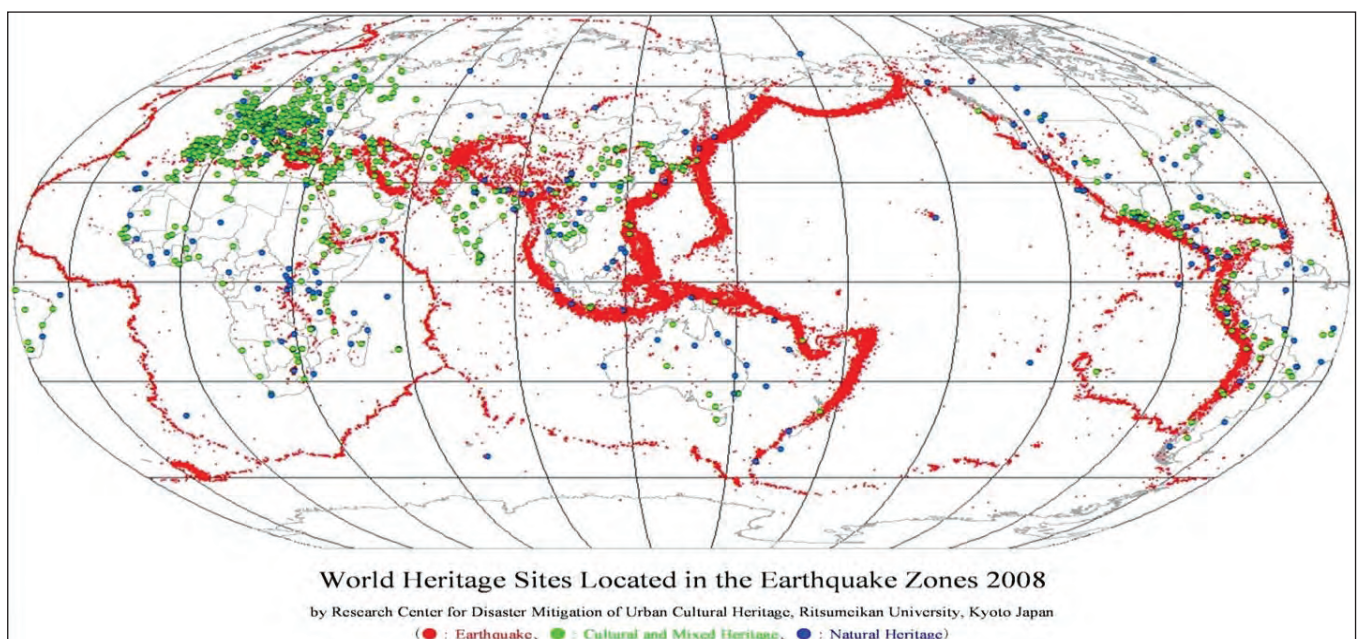 World Heritage Sites Located in the Earthquake Zones 2008
by Research Center for Disaster Mitigation of Urban Cultural Heritage, Ritsumeikan University, Kyoto Japan
(● : Earthquake、 ● : Cultural and Mixed Heritage、 ● : Natural Heritage)